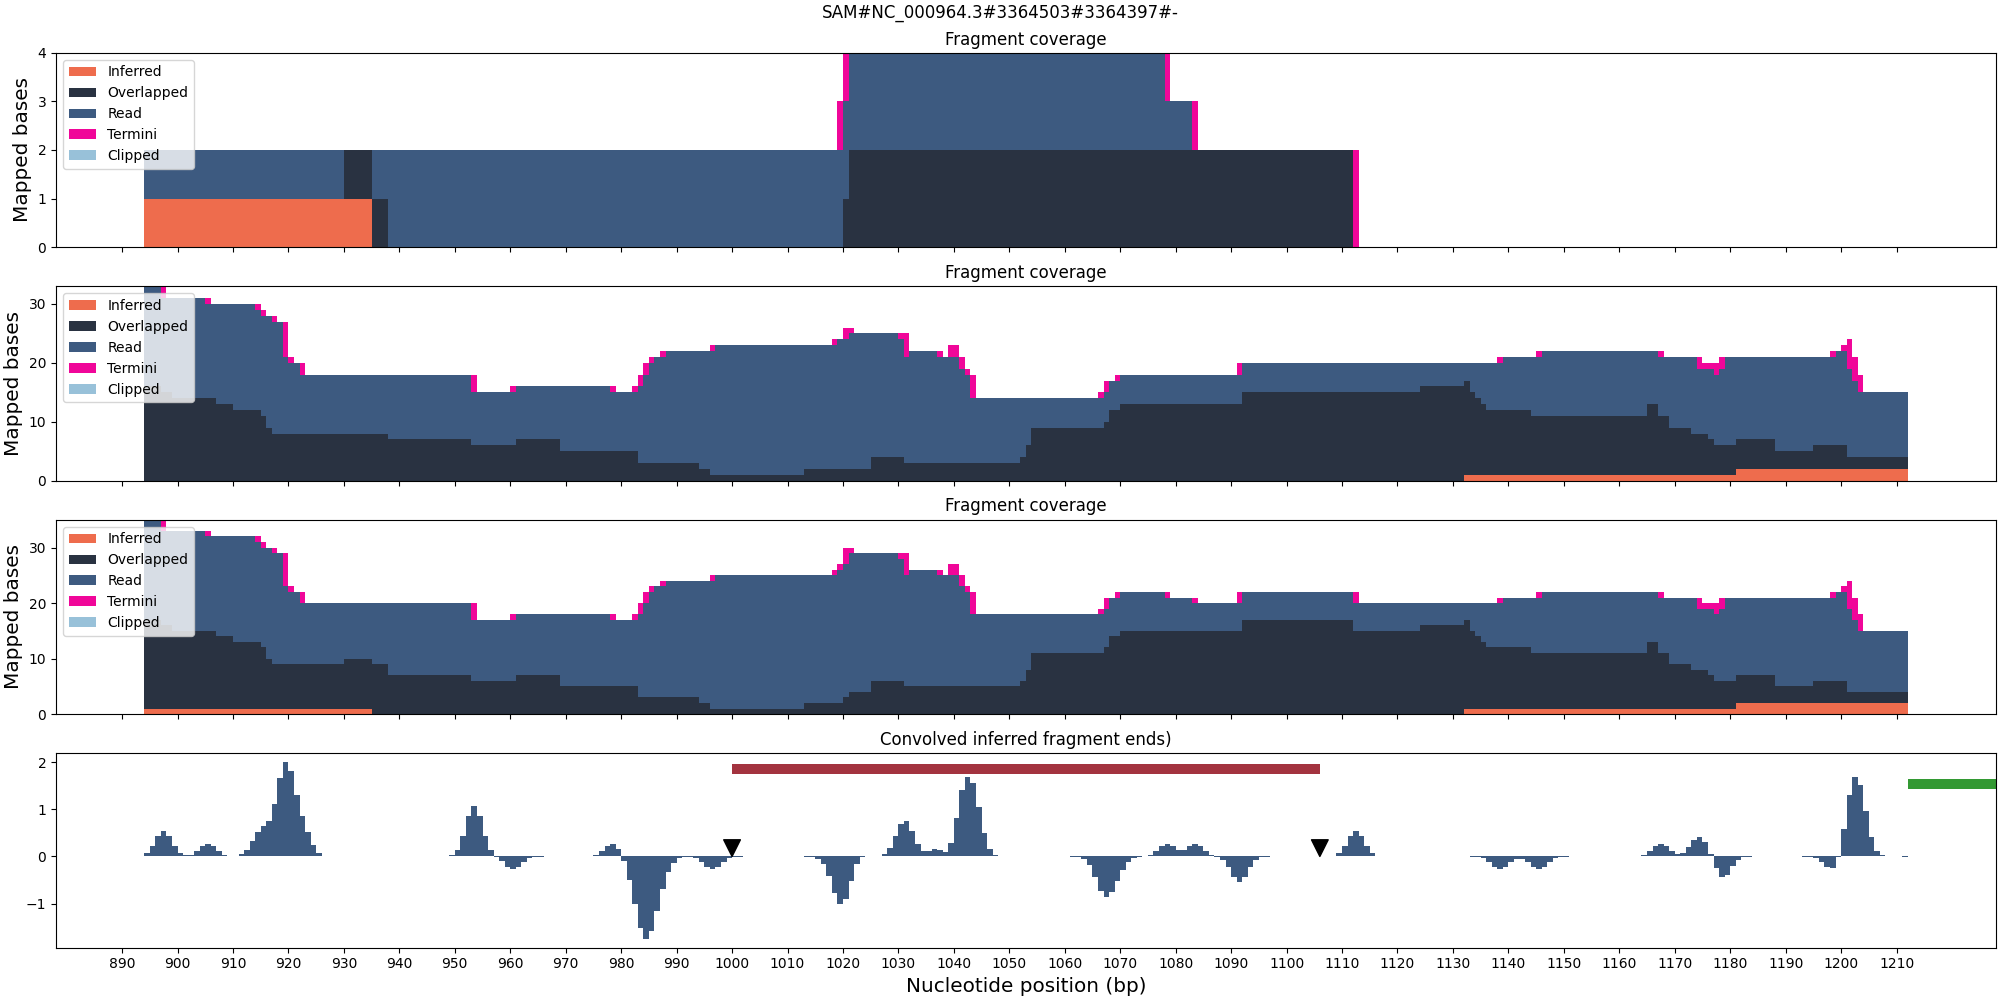 SAM#NC_000964.3#3364503#3364397#-
Fragment coverage
Mapped bases
4
3
2
1
0
Inferred
Overlapped
Read
Termini
Clipped
Fragment coverage
Mapped bases
30
20
10
0
Inferred
Overlapped
Read
Termini
Clipped
Fragment coverage
Mapped bases
30
20
10
0
Inferred
Overlapped
Read
Termini
Clipped
Convolved inferred fragment ends)
2
1
0
−1
890 900 910 920 930 940 950 960 970 980 990 1000 1010 1020 1030 1040 1050 1060 1070 1080 1090 1100 1110 1120 1130 1140 1150 1160 1170 1180 1190 1200 1210
Nucleotide position (bp)